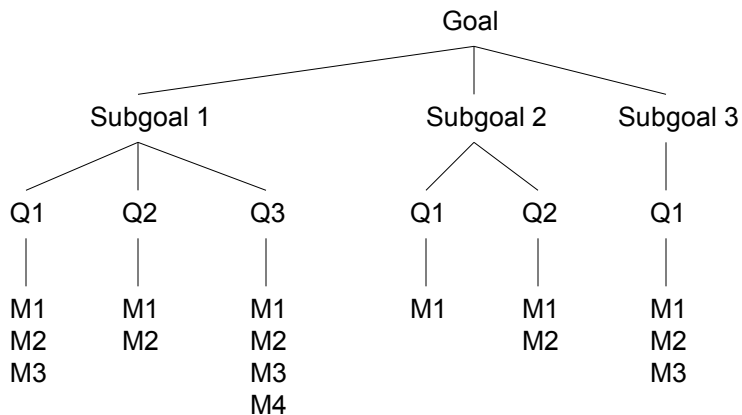 Goal
Subgoal 1 Subgoal 2 Subgoal 3
Q1 Q2 Q3 Q1 Q2 Q1
M1 M1 M1 M1 M1 M1
M2 M2 M2 M2 M2
M3 M3 M3
M4